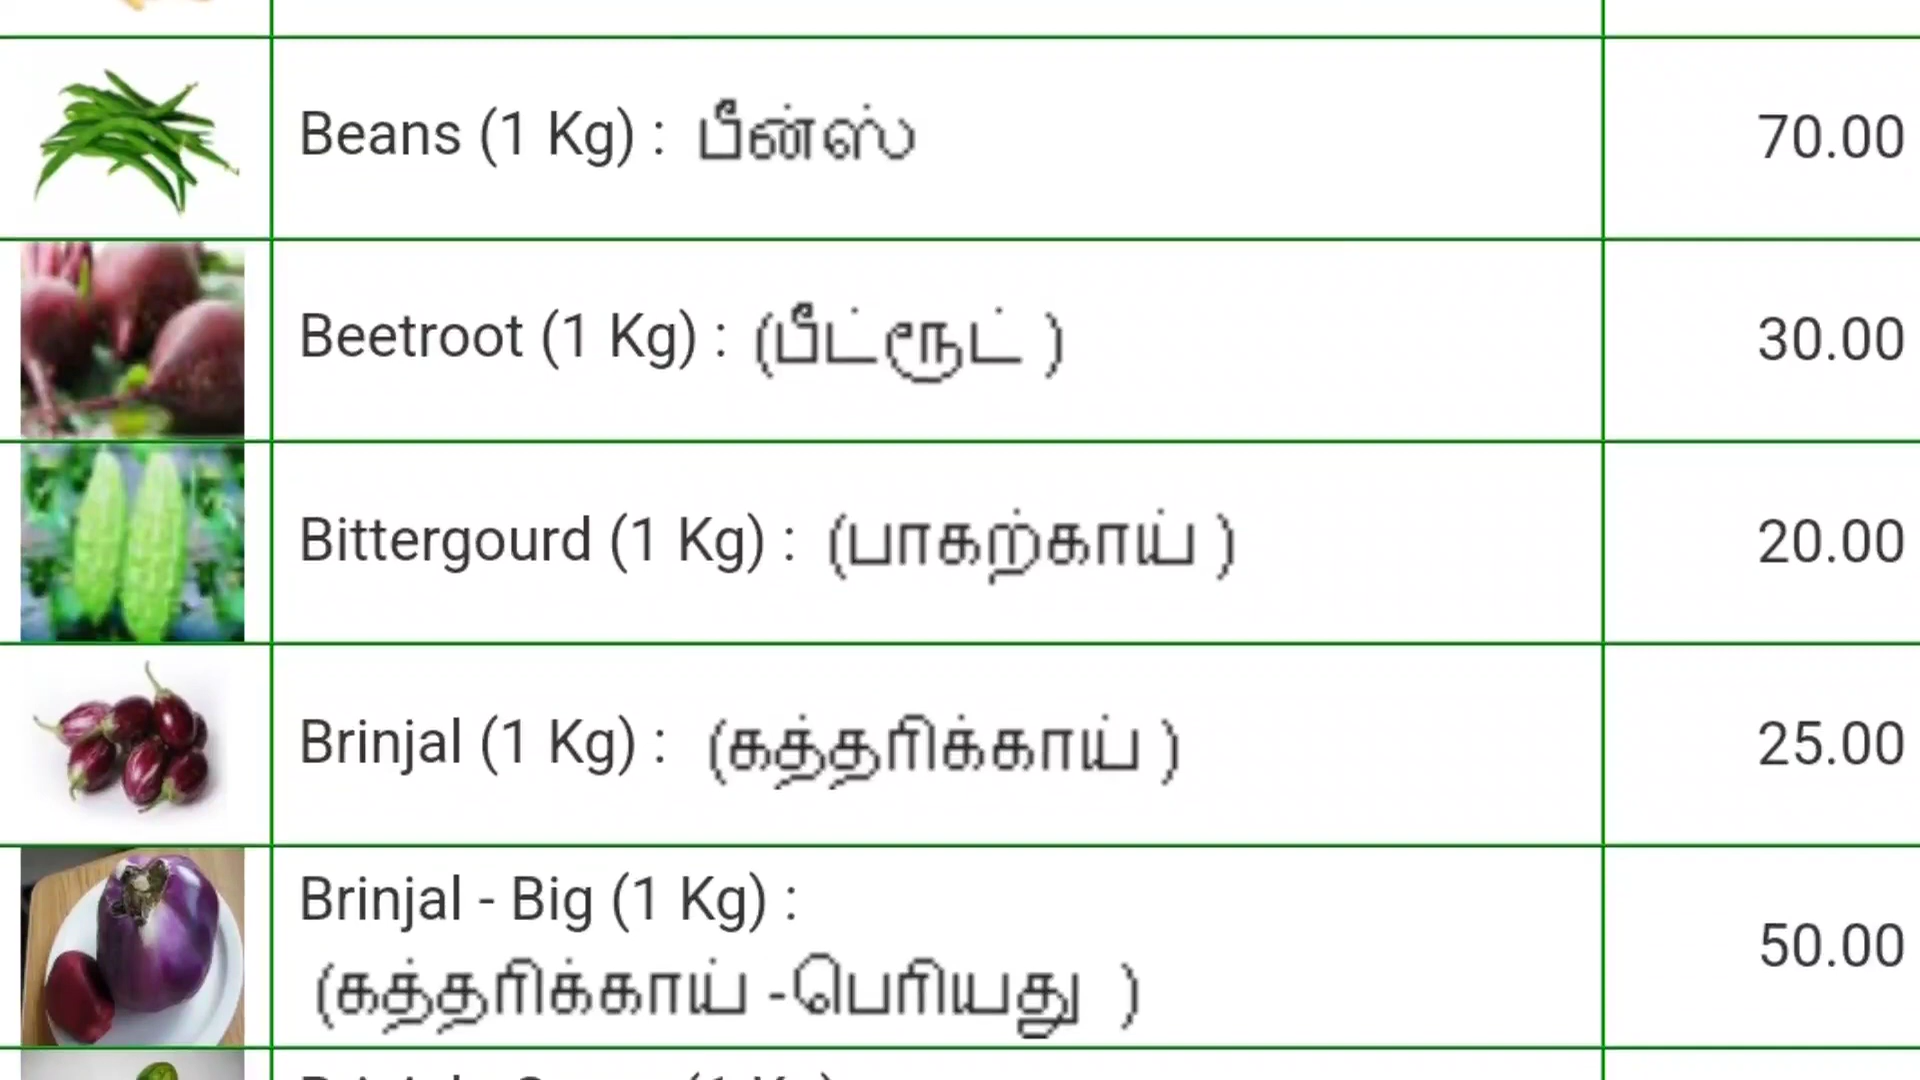 Beans (1 Kg) : பீன்ஸ்
70.00
Beetroot (1 Kg) : (பீட்ரூட் )
30.00
Bittergourd (1 Kg) : (பாகற்காய் )
20.00
Brinjal (1 Kg) : (கத்தரிக்காய் )
25.00
Brinjal - Big (1 Kg) :
(கத்தரிக்காய் -பெரியது )
50.00